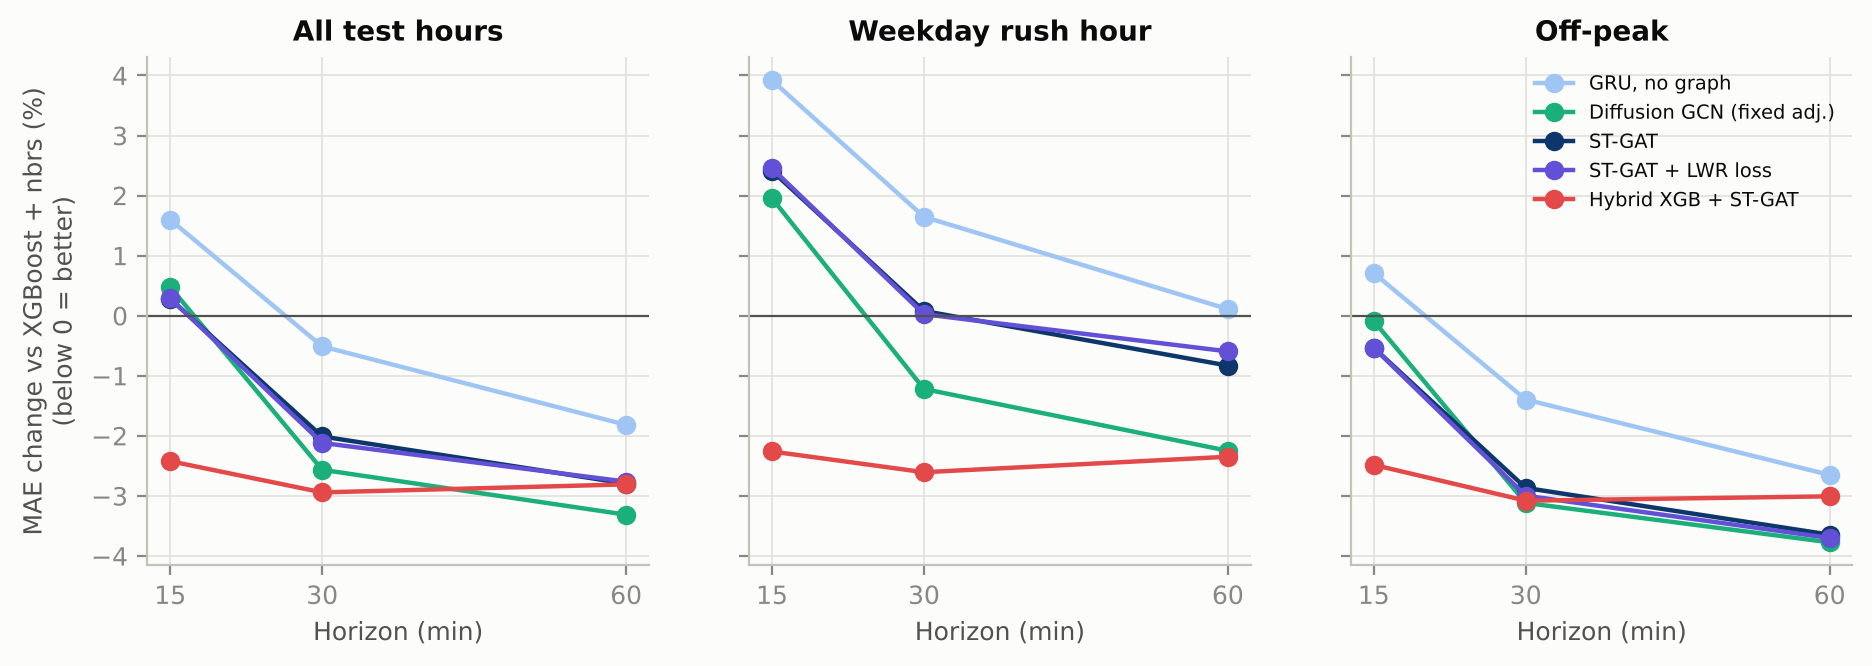 All test hours
Weekday rush hour
Off-peak
MAE change vs XGBoost + nbrs (%)
(below 0 = better)
4
3
2
1
0
−1
−2
−3
−4
GRU, no graph
Diffusion GCN (fixed adj.)
ST-GAT
ST-GAT + LWR loss
Hybrid XGB + ST-GAT
15
30
60
15
30
60
15
30
60
Horizon (min)
Horizon (min)
Horizon (min)